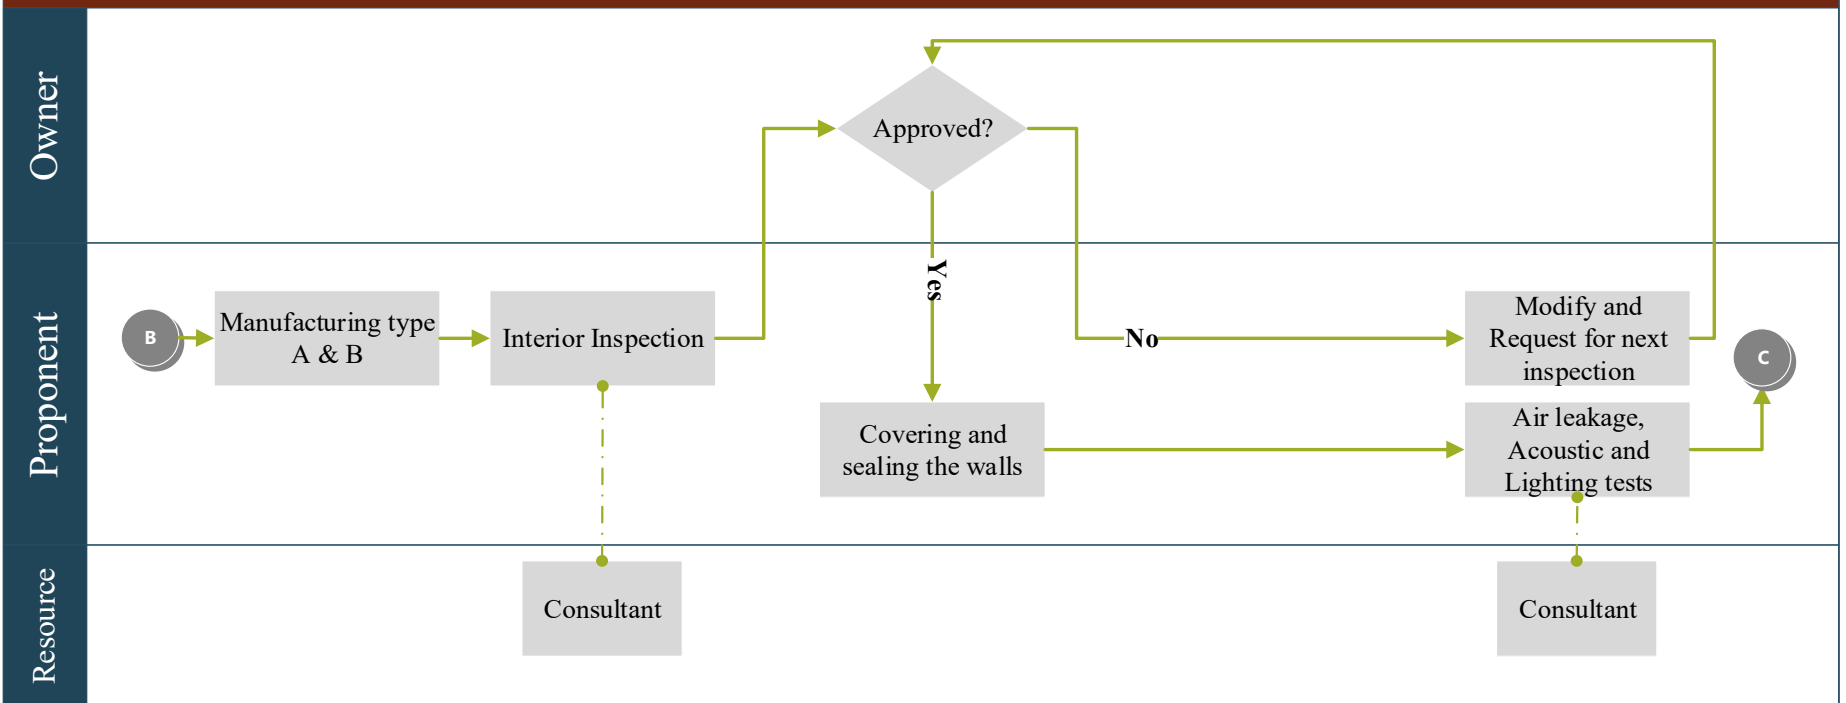 Owner
Approved?
Yes
No
Proponent
B
Manufacturing type
A & B
Interior Inspection
Modify and
Request for next
inspection
C
Covering and
sealing the walls
Air leakage,
Acoustic and
Lighting tests
Resource
Consultant
Consultant